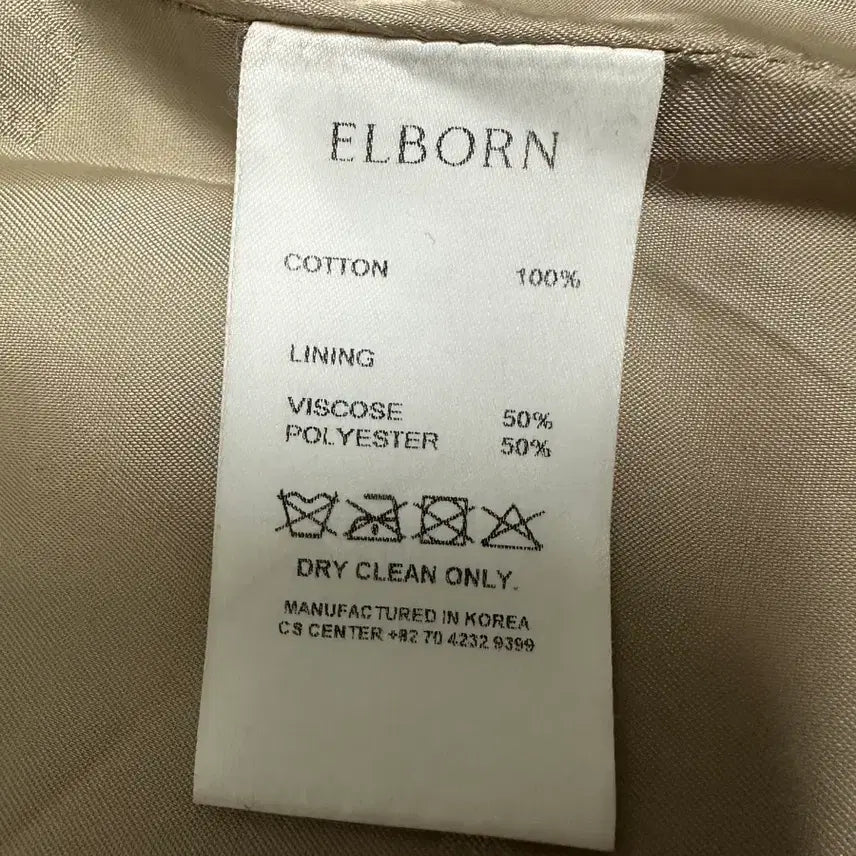 ELBORN
COTTON 100%
LINING
VISCOSE 50%
POLYESTER 50%
DRY CLEAN ONLY.
MANUFACTURED IN KOREA
CS CENTER +82 70 4232 9399